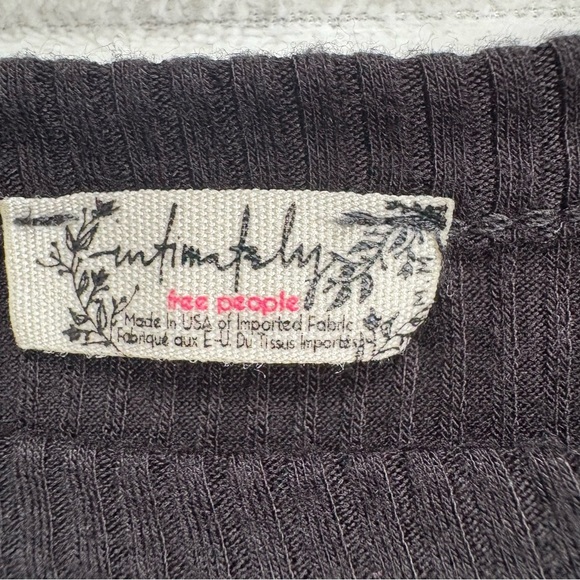 intimately
free people
Made In USA of Imported Fabric
Fabriqué aux E-U Du Tissus Importés